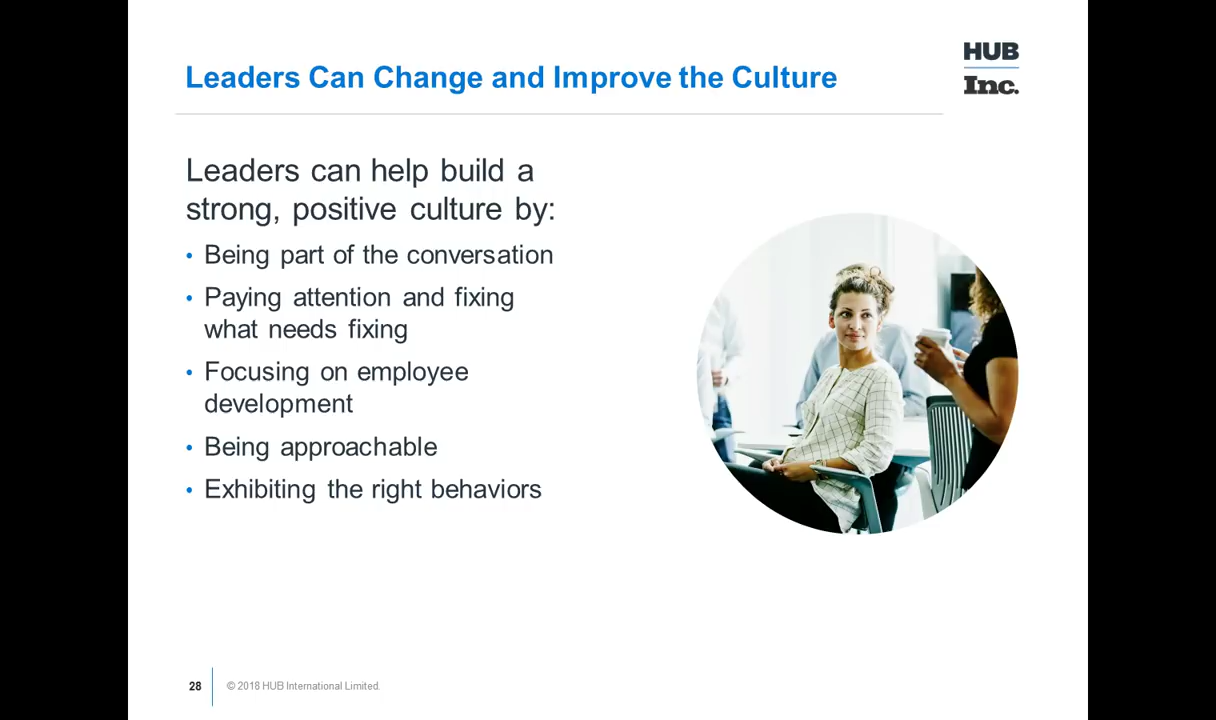 Leaders Can Change and Improve the Culture
HUB
Inc.
Leaders can help build a
strong, positive culture by:
• Being part of the conversation
• Paying attention and fixing
what needs fixing
• Focusing on employee
development
• Being approachable
• Exhibiting the right behaviors
28
© 2018 HUB International Limited.